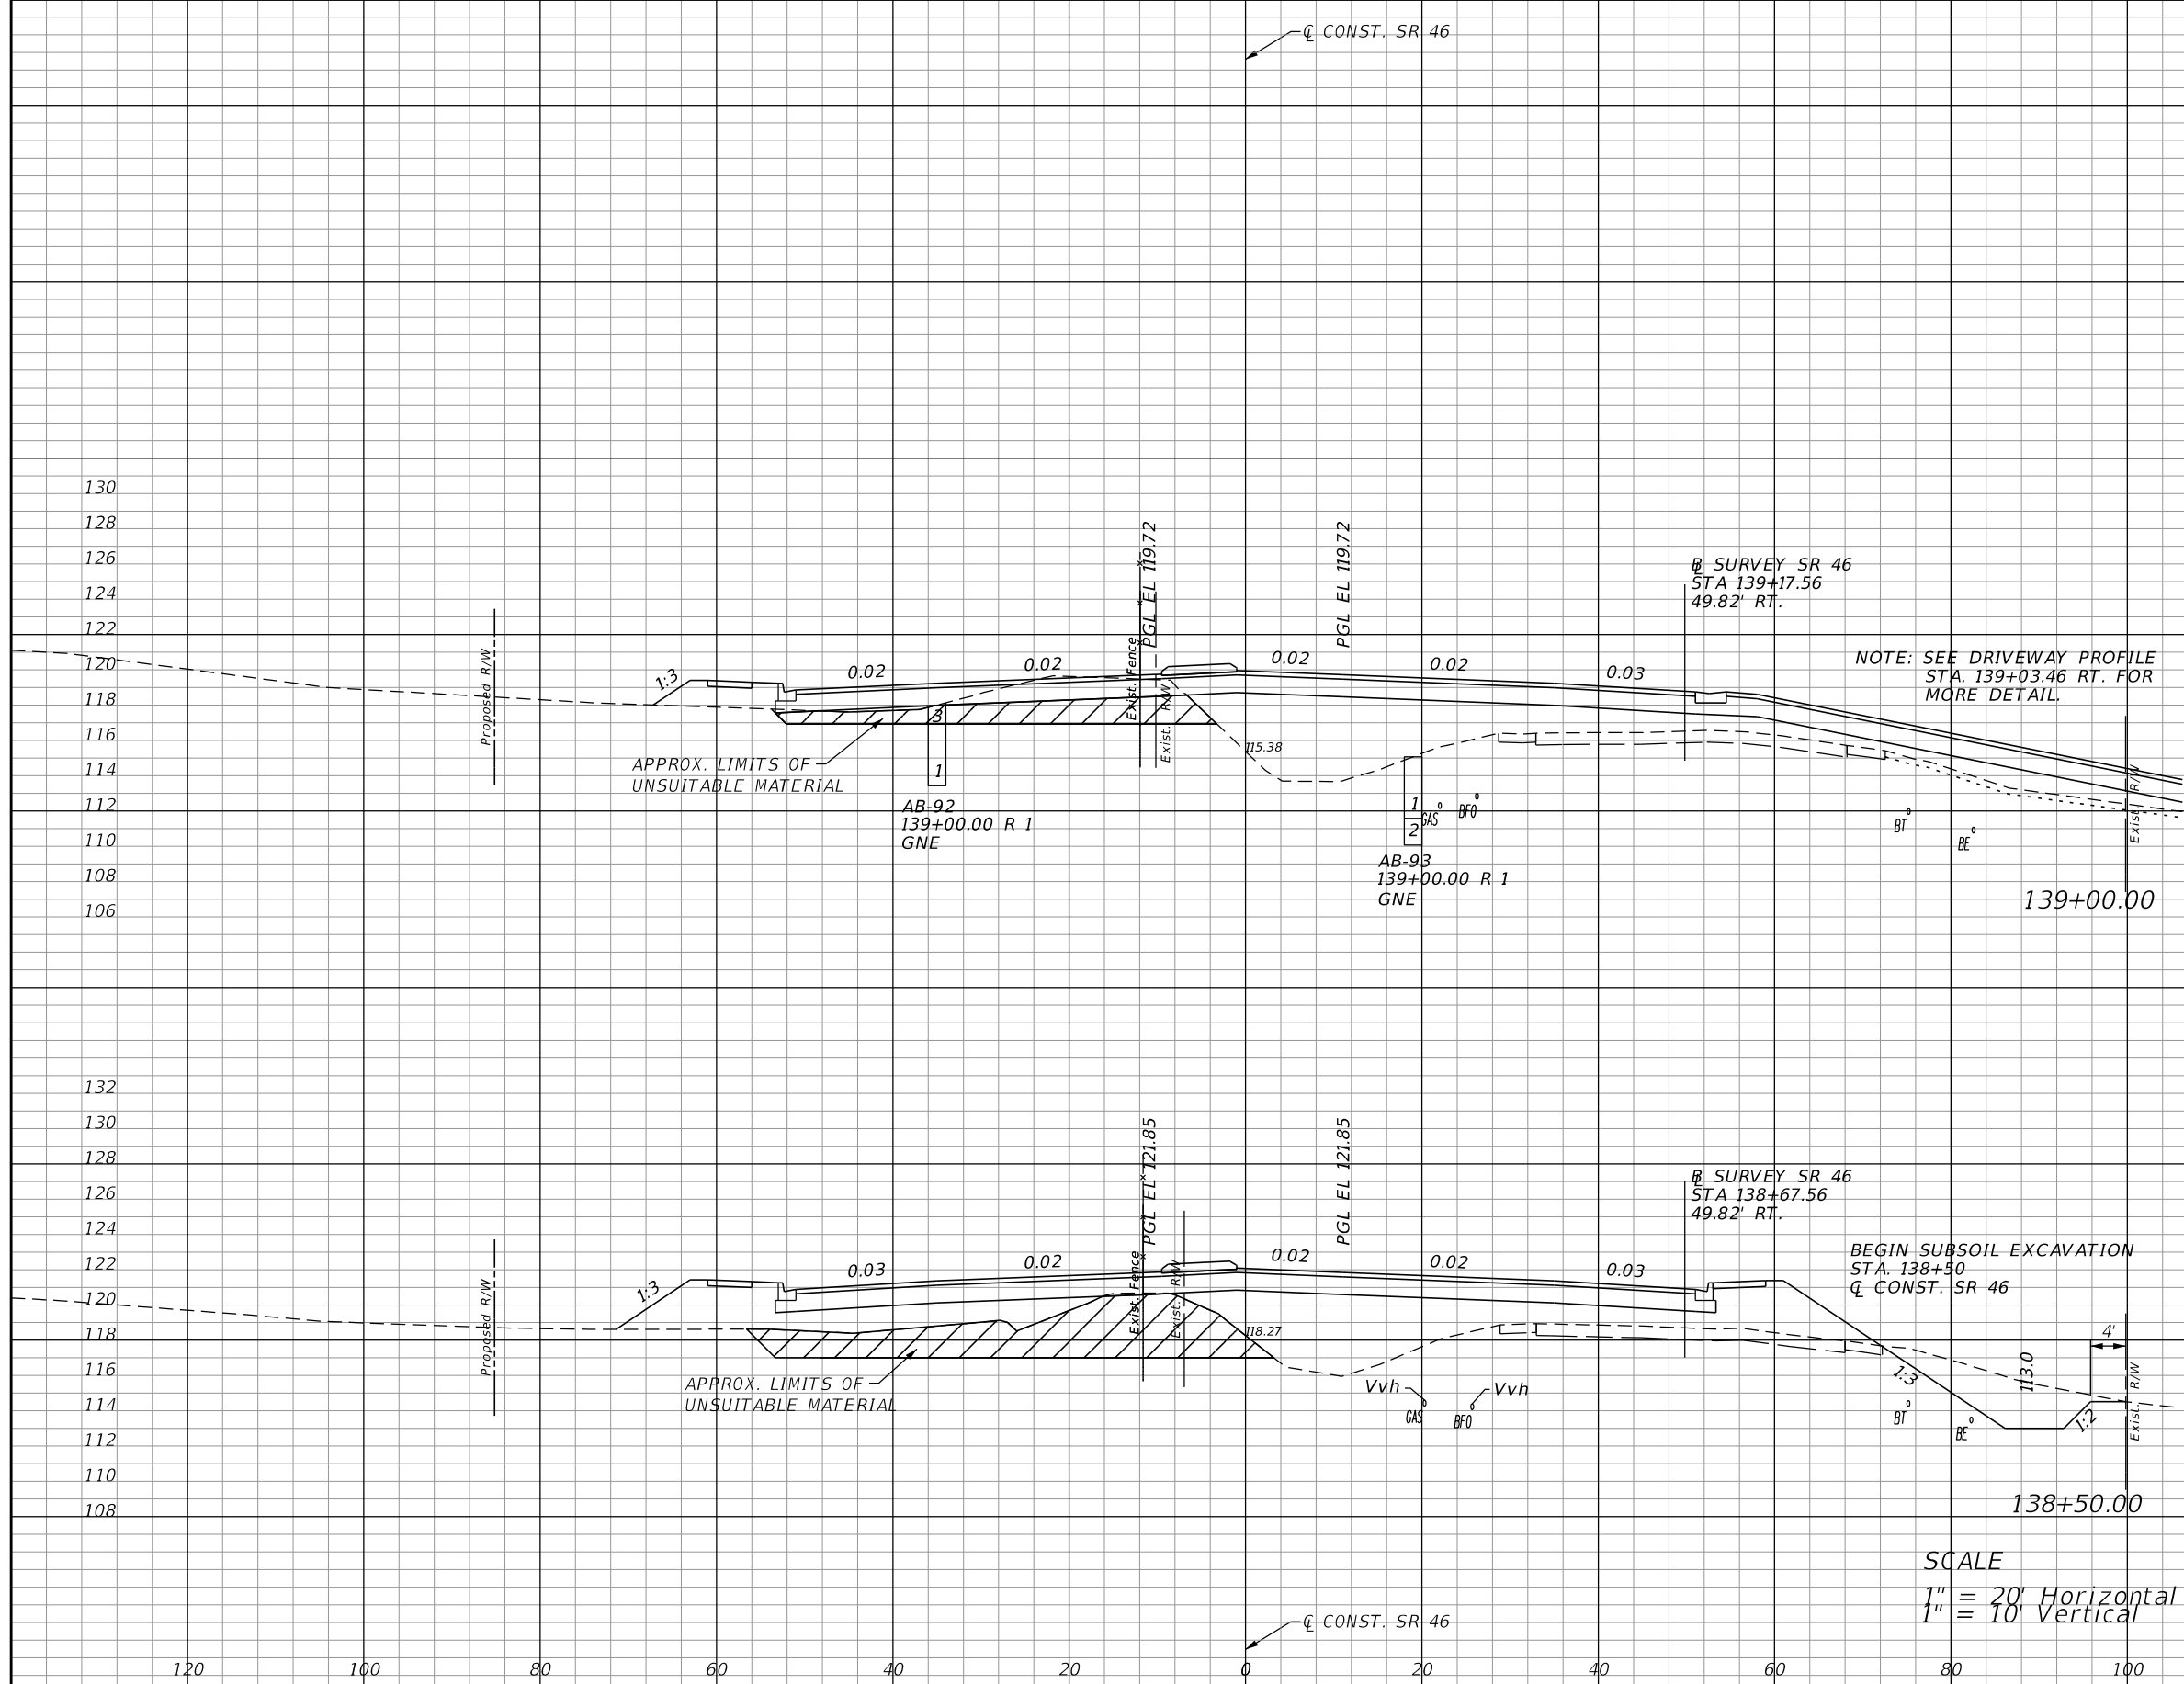 ℄ CONST. SR 46
130
128
126
124
122
120
118
116
114
112
110
108
106
Proposed R/W
1:3
0.02
0.02
Exist. Fence
PGL EL 119.72
Exist. R/W
0.02
PGL EL 119.72
0.02
0.03
BL SURVEY SR 46
STA 139+17.56
49.82' RT.
NOTE: SEE DRIVEWAY PROFILE
STA. 139+03.46 RT. FOR
MORE DETAIL.
APPROX. LIMITS OF
UNSUITABLE MATERIAL
3
1
AB-92
139+00.00 R 1
GNE
115.38
1
2
GAS
BFO
AB-93
139+00.00 R 1
GNE
BT
BE
Exist. R/W
139+00.00
132
130
128
126
124
122
120
118
116
114
112
110
108
Proposed R/W
1:3
0.03
0.02
Exist. Fence
PGL EL 121.85
Exist. R/W
0.02
PGL EL 121.85
0.02
0.03
BL SURVEY SR 46
STA 138+67.56
49.82' RT.
BEGIN SUBSOIL EXCAVATION
STA. 138+50
℄ CONST. SR 46
118.27
APPROX. LIMITS OF
UNSUITABLE MATERIAL
Vvh
Vvh
GAS
BFO
BT
BE
1:3
113.0
4'
1:2
Exist. R/W
138+50.00
SCALE
1" = 20' Horizontal
1" = 10' Vertical
℄ CONST. SR 46
120 100 80 60 40 20 0 20 40 60 80 100